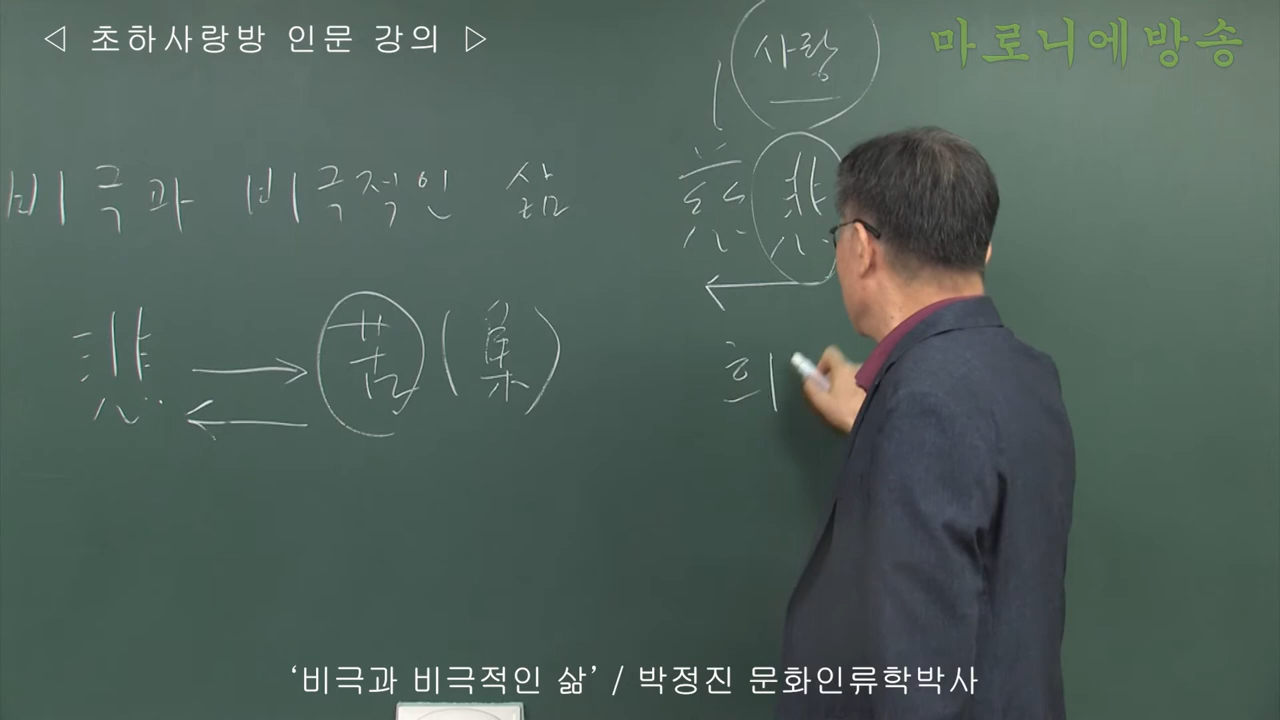 ◁ 초하사랑방 인문 강의 ▷
마로니에방송
사랑
慈悲
비극과 비극적인 삶
悲 → ← 苦 (集)
←
희
‘비극과 비극적인 삶’ / 박정진 문화인류학박사